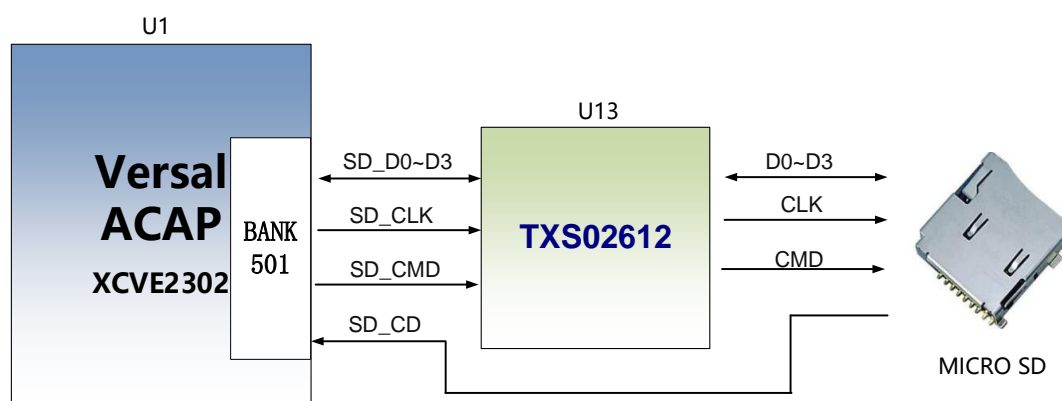 U1
Versal
ACAP
XCVE2302
BANK
501
SD_D0~D3
SD_CLK
SD_CMD
SD_CD
U13
TXS02612
D0~D3
CLK
CMD
MICRO SD